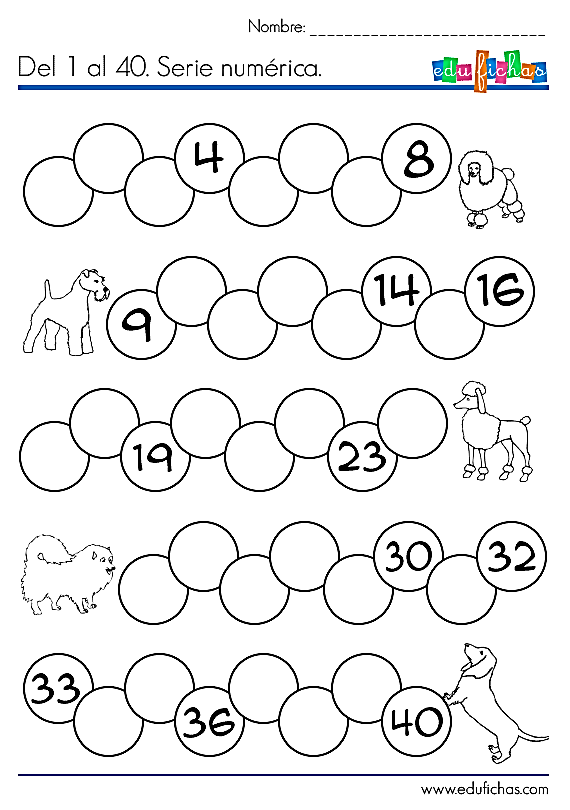 Nombre: ____________________________
Del 1 al 40. Serie numérica.
edufichas
4 8
9 14 16
19 23
30 32
33 36 40
www.edufichas.com